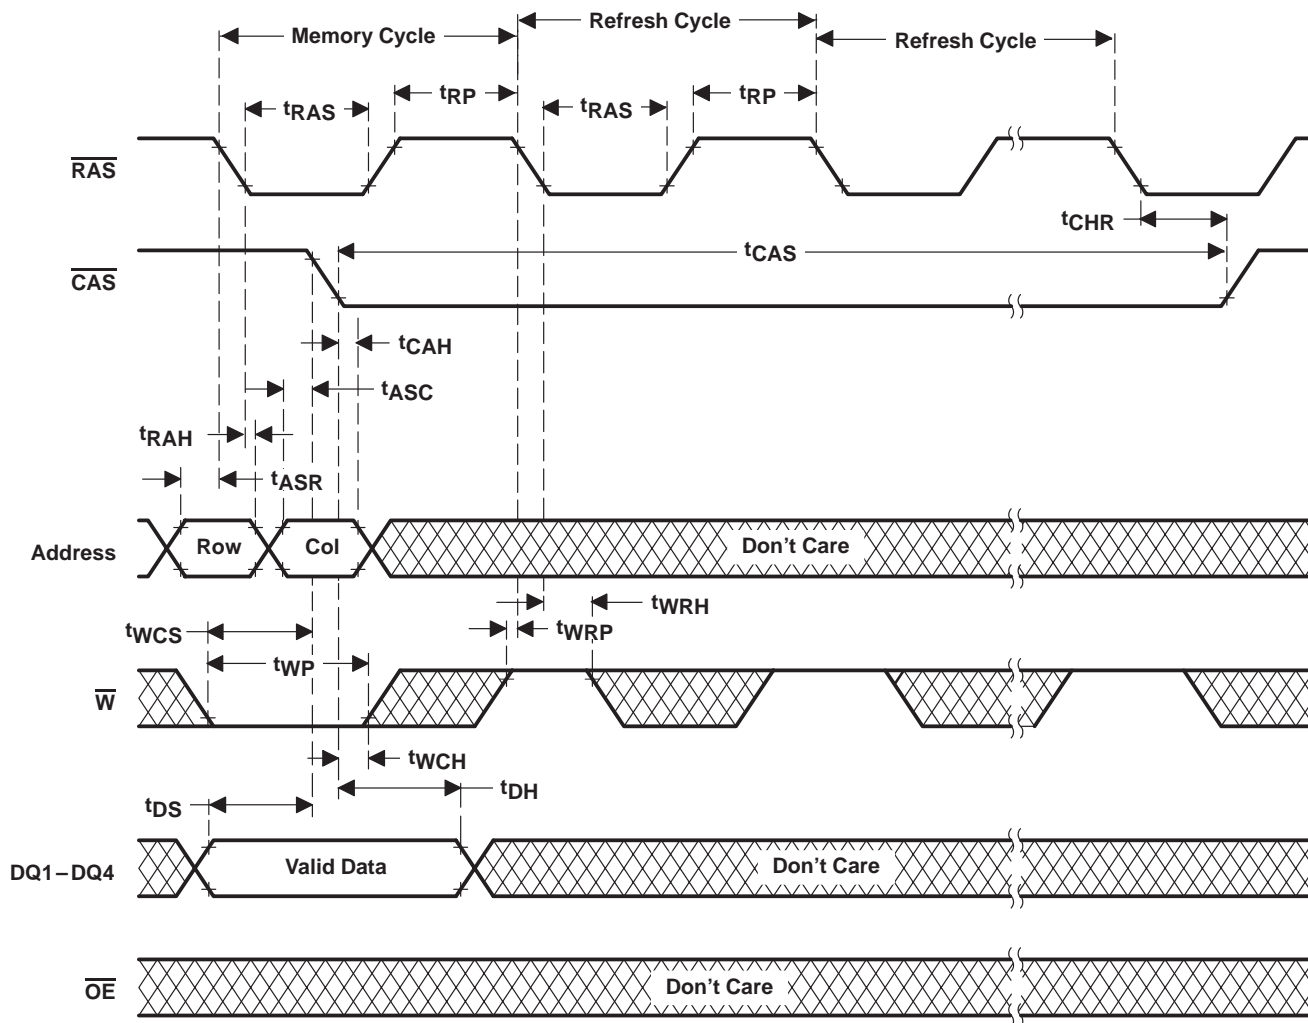 Memory Cycle
Refresh Cycle
Refresh Cycle
tRAS
tRP
tRAS
tRP
RAS
tCHR
tCAS
CAS
tCAH
tASC
tRAH
tASR
Address
Row
Col
Don't Care
tWRH
tWCS
tWRP
tWP
W
tWCH
tDH
tDS
DQ1–DQ4
Valid Data
Don't Care
OE
Don't Care